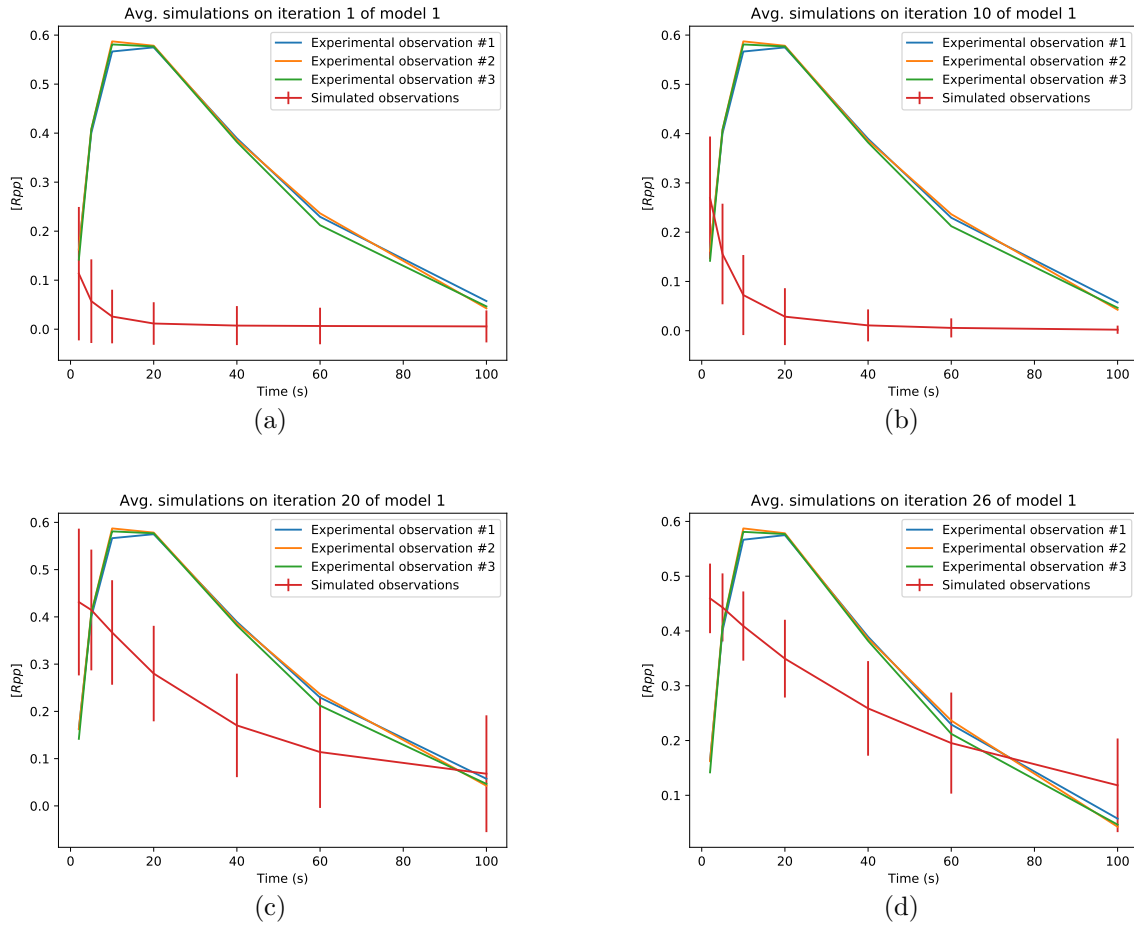 Avg. simulations on iteration 1 of model 1
0.6
0.5
0.4
0.3
0.2
0.1
0.0
[Rpp]
Experimental observation #1
Experimental observation #2
Experimental observation #3
Simulated observations
0 20 40 60 80 100
Time (s)
(a)
Avg. simulations on iteration 10 of model 1
0.6
0.5
0.4
0.3
0.2
0.1
0.0
[Rpp]
Experimental observation #1
Experimental observation #2
Experimental observation #3
Simulated observations
0 20 40 60 80 100
Time (s)
(b)
Avg. simulations on iteration 20 of model 1
0.6
0.5
0.4
0.3
0.2
0.1
0.0
[Rpp]
Experimental observation #1
Experimental observation #2
Experimental observation #3
Simulated observations
0 20 40 60 80 100
Time (s)
(c)
Avg. simulations on iteration 26 of model 1
0.6
0.5
0.4
0.3
0.2
0.1
[Rpp]
Experimental observation #1
Experimental observation #2
Experimental observation #3
Simulated observations
0 20 40 60 80 100
Time (s)
(d)